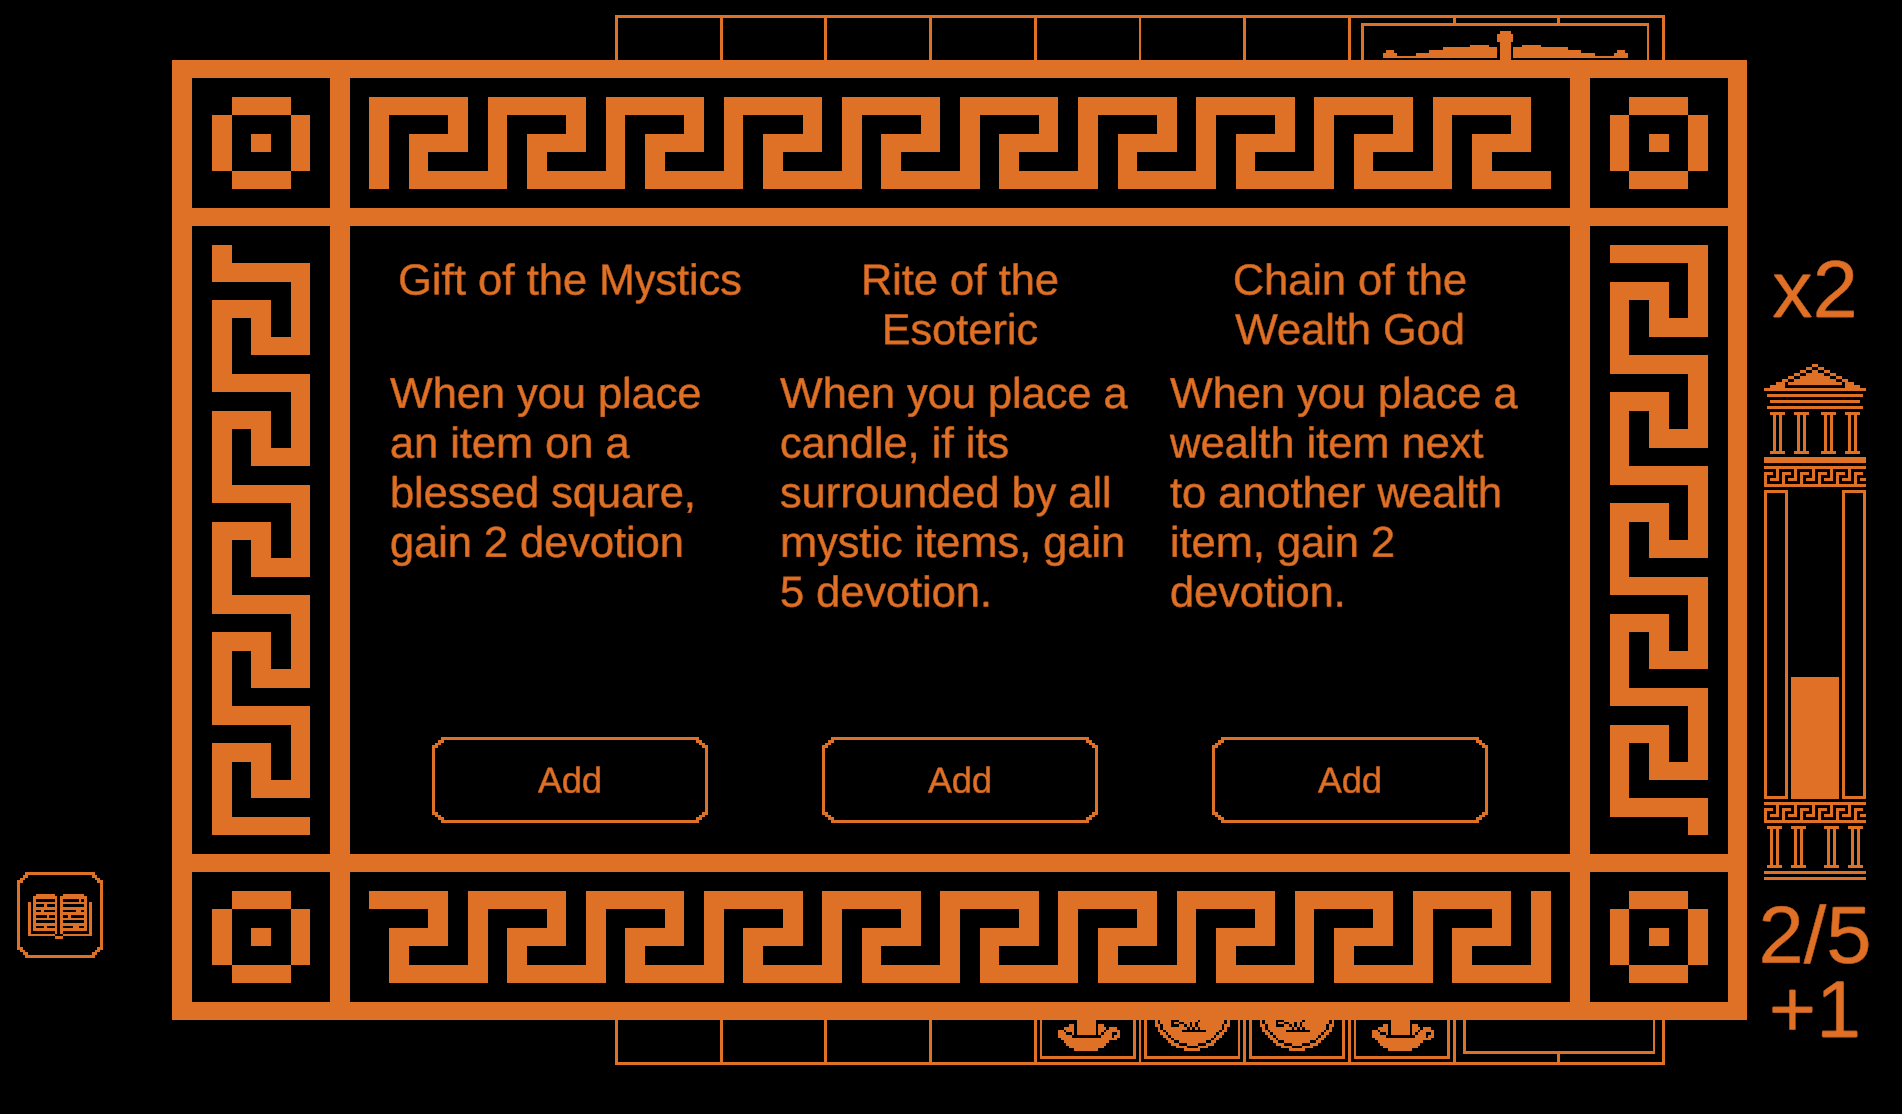 Gift of the Mystics
When you place
an item on a
blessed square,
gain 2 devotion
Add
Rite of the
Esoteric
When you place a
candle, if its
surrounded by all
mystic items, gain
5 devotion.
Add
Chain of the
Wealth God
When you place a
wealth item next
to another wealth
item, gain 2
devotion.
Add
x2
2/5
+1